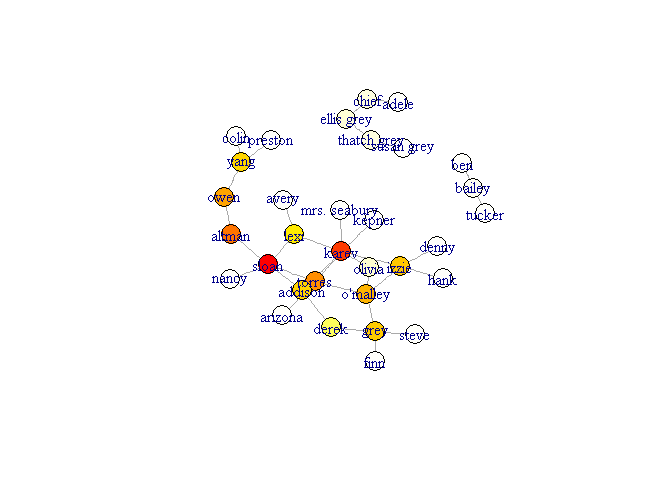 chief
adele
ellis grey
thatch grey
susan grey
colin
preston
yang
ben
bailey
tucker
owen
avery
mrs. seabury
kepner
altman
lexi
karev
denny
sloan
olivia
izzie
nancy
torres
hank
addison
o'malley
arizona
derek
grey
steve
finn